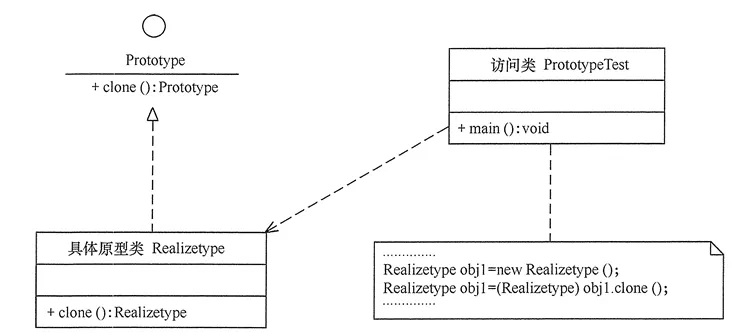 Prototype
+ clone():Prototype
访问类 PrototypeTest
+ main():void
具体原型类 Realizetype
+ clone():Realizetype
..............
Realizetype obj1=new Realizetype();
Realizetype obj1=(Realizetype) obj1.clone();
..............